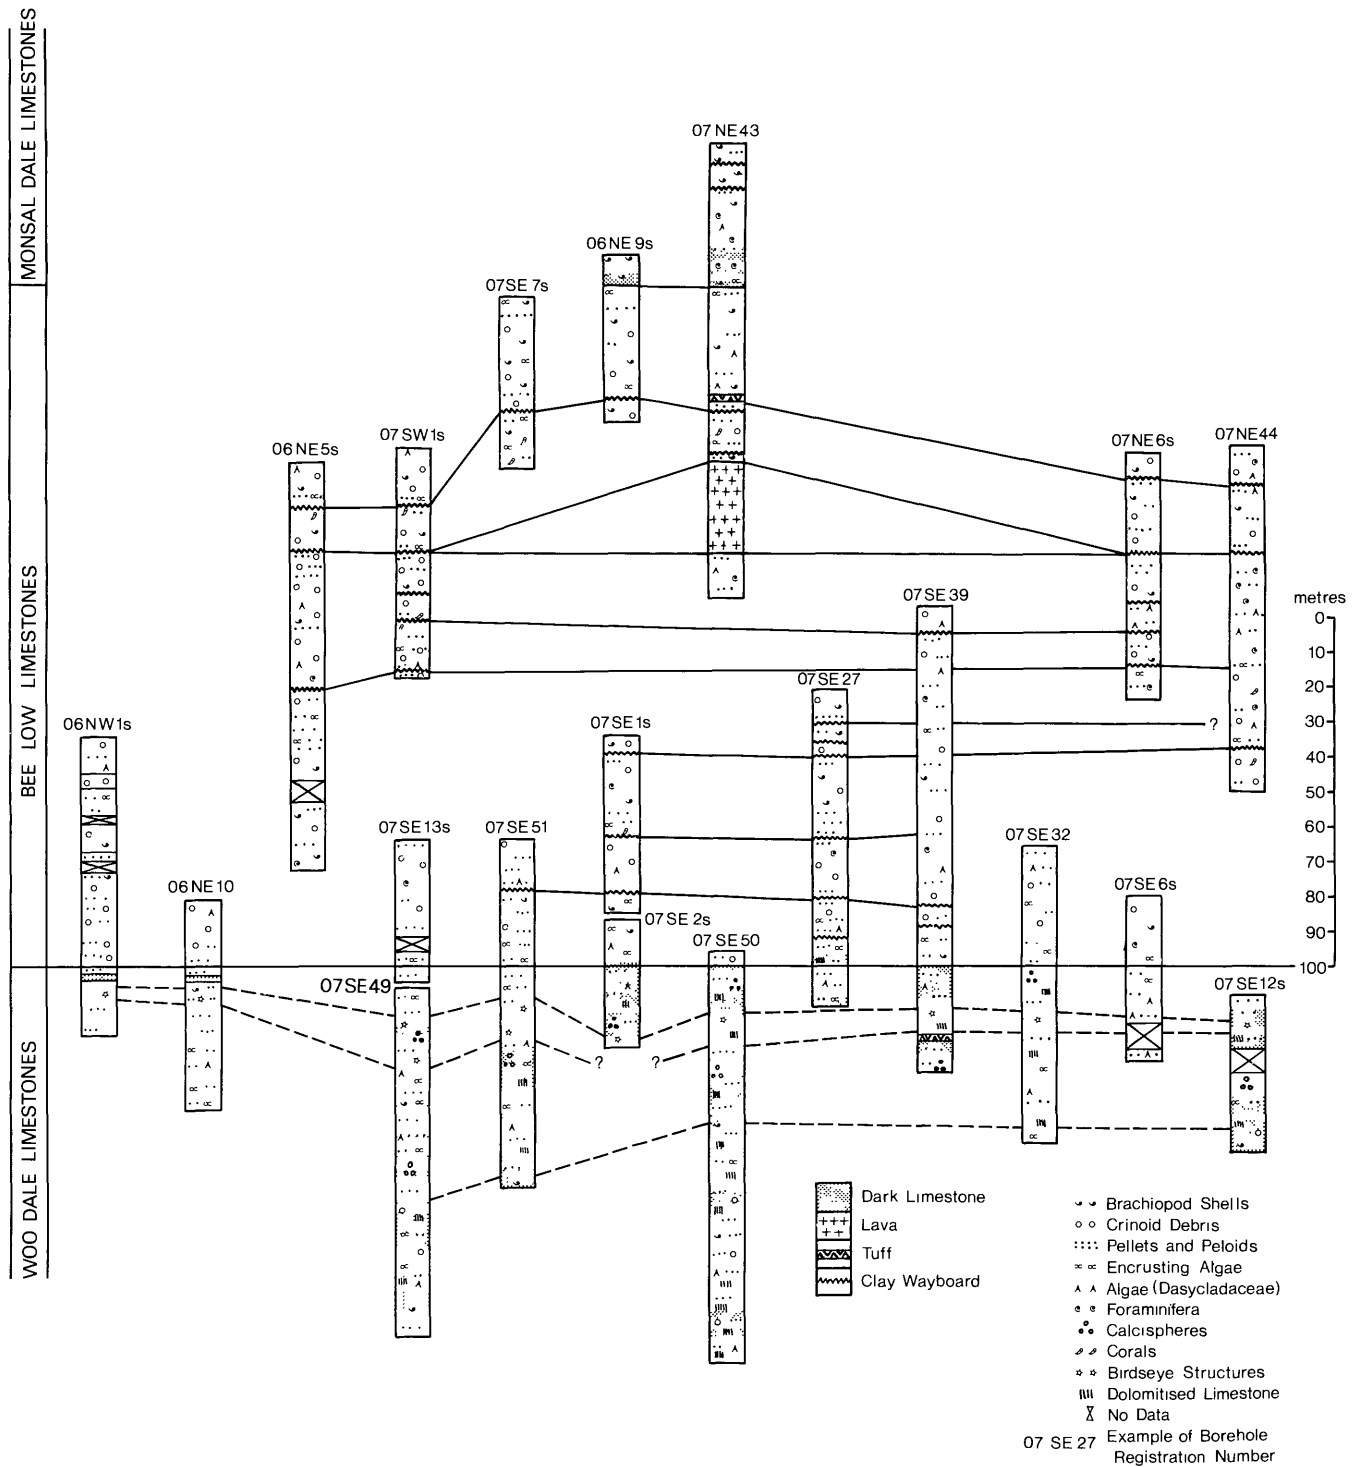 MONSAL DALE LIMESTONES
BEE LOW LIMESTONES
WOO DALE LIMESTONES
07 NE 43
06 NE 9s
07 SE 7s
06 NE 5s
07 SW 1s
07 NE 6s
07 NE 44
07 SE 39
metres
0
10
20
30
40
50
60
70
80
90
100
07 SE 27
06 NW 1s
07 SE 1s
?
07 SE 13s
07 SE 51
07 SE 32
06 NE 10
07 SE 6s
07 SE 2s
07 SE 50
07 SE 49
07 SE 12s
? ?
Dark Limestone
Lava
Tuff
Clay Wayboard
Brachiopod Shells
Crinoid Debris
Pellets and Peloids
Encrusting Algae
Algae (Dasycladaceae)
Foraminifera
Calcispheres
Corals
Birdseye Structures
Dolomitised Limestone
No Data
07 SE 27 Example of Borehole
Registration Number